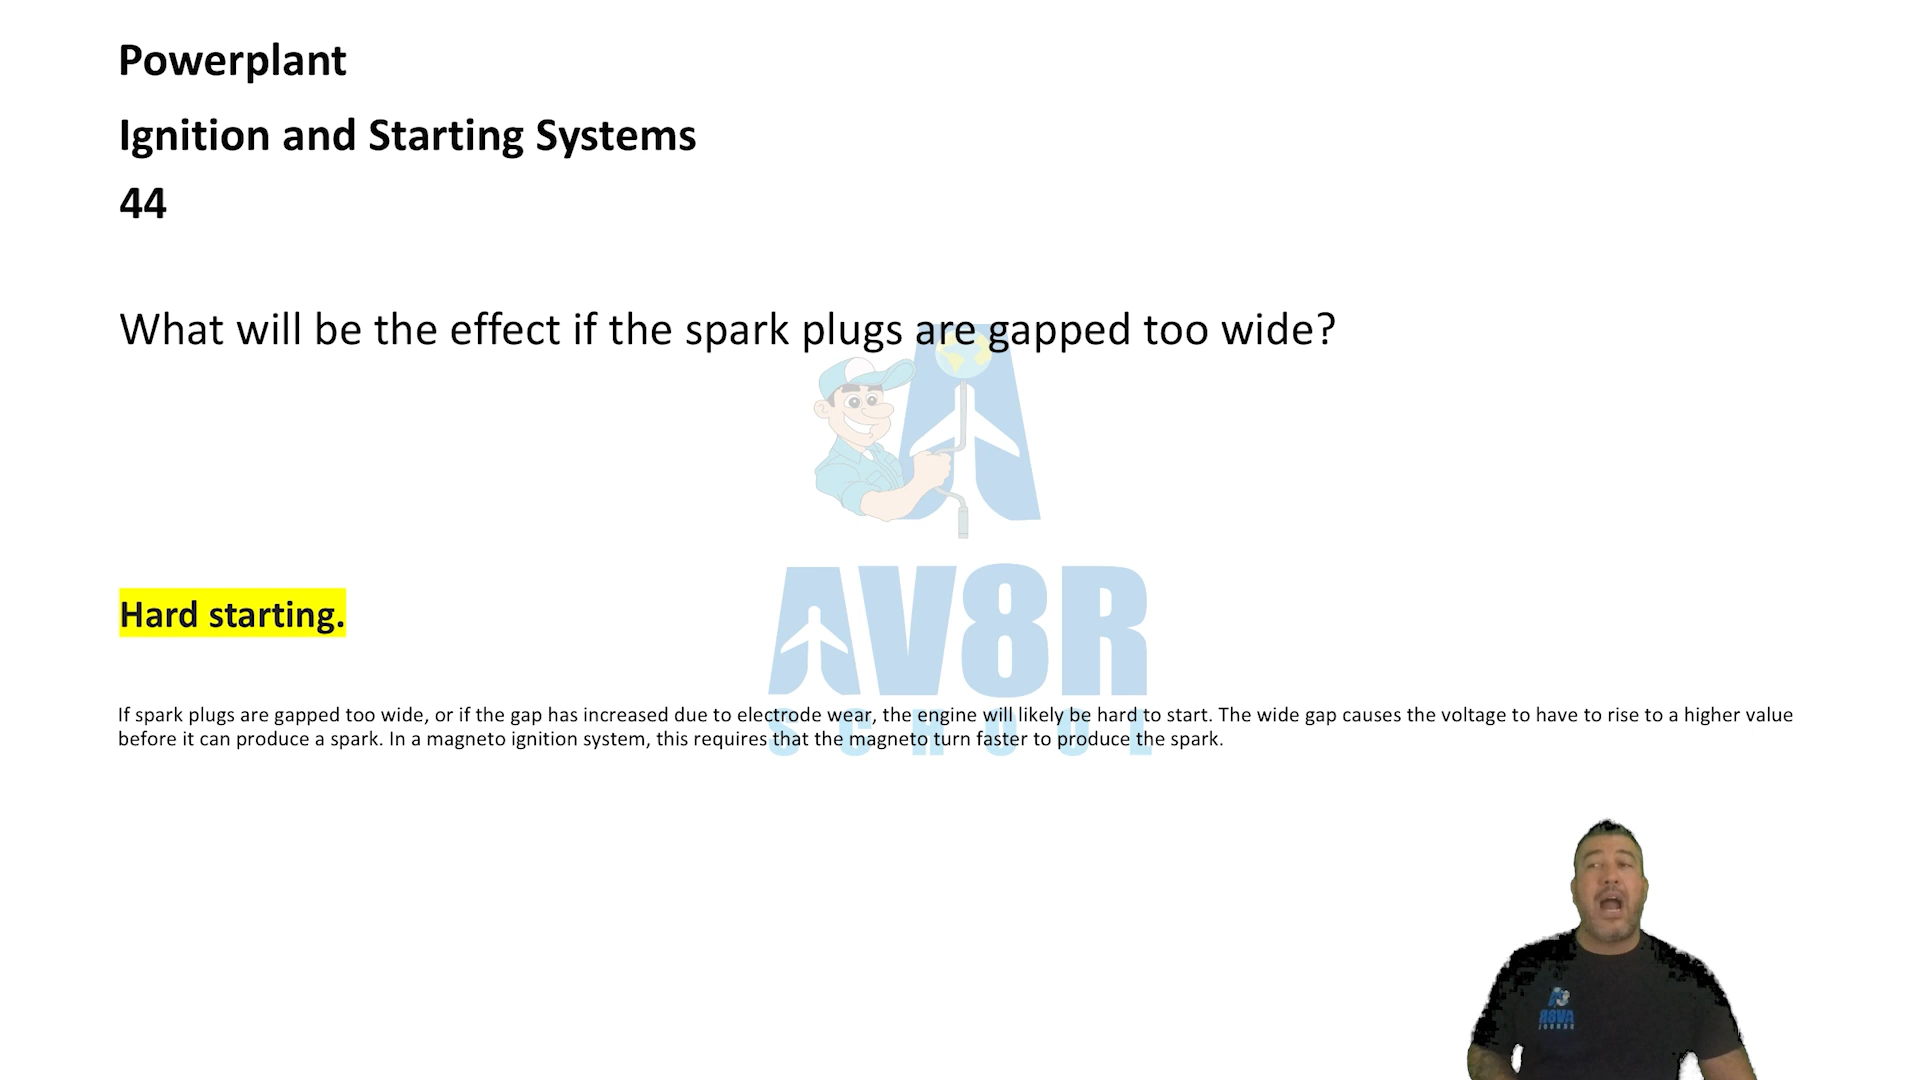 Powerplant
Ignition and Starting Systems
44
What will be the effect if the spark plugs are gapped too wide?
AV8R
SCHOOL
Hard starting.
If spark plugs are gapped too wide, or if the gap has increased due to electrode wear, the engine will likely be hard to start. The wide gap causes the voltage to have to rise to a higher value
before it can produce a spark. In a magneto ignition system, this requires that the magneto turn faster to produce the spark.